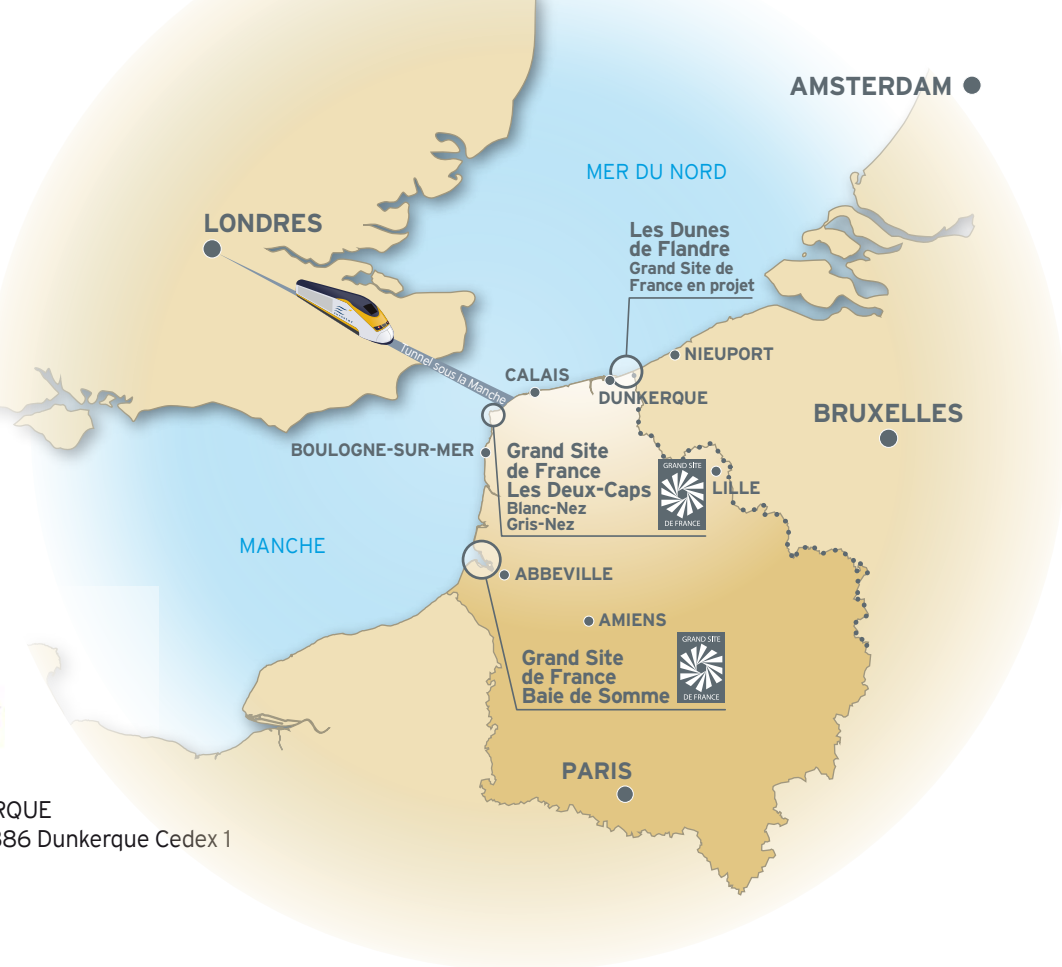 AMSTERDAM
MER DU NORD
LONDRES
Les Dunes
de Flandre
Grand Site de
France en projet
Tunnel sous la Manche
NIEUPORT
CALAIS
DUNKERQUE
BRUXELLES
BOULOGNE-SUR-MER
Grand Site
de France
Les Deux-Caps
Blanc-Nez
Gris-Nez
GRAND SITE
DE FRANCE
LILLE
MANCHE
ABBEVILLE
AMIENS
Grand Site
de France
Baie de Somme
GRAND SITE
DE FRANCE
PARIS
RQUE
386 Dunkerque Cedex 1